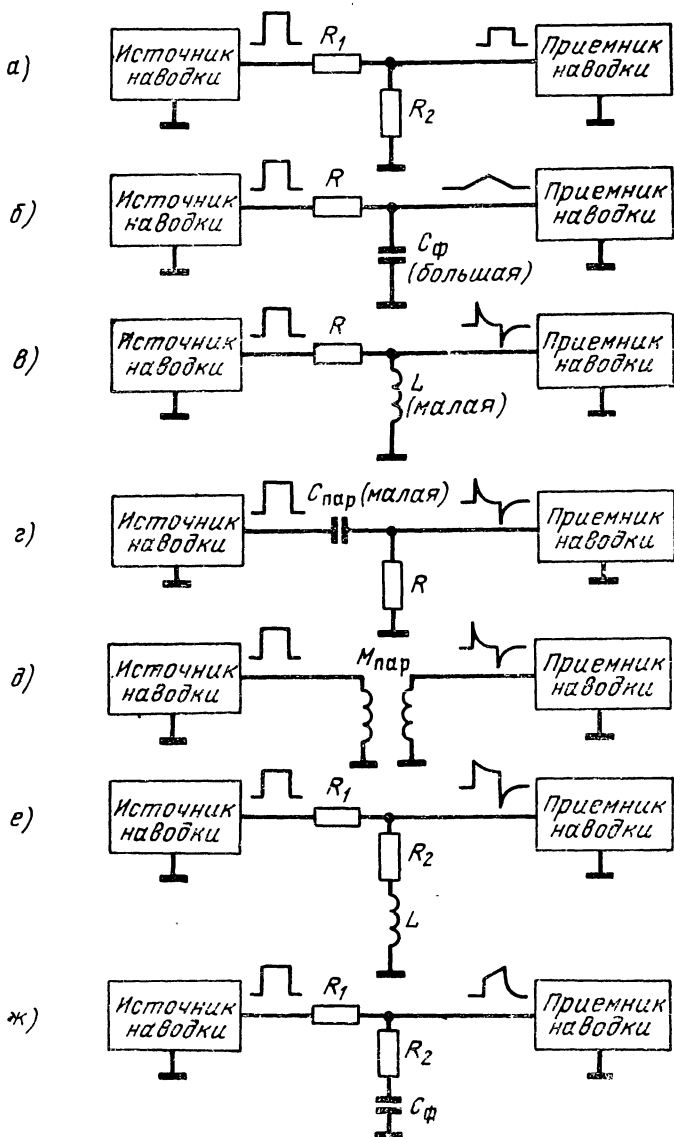 а)
Источник наводки
R₁
R₂
Приемник наводки
б)
Источник наводки
R
Cф (большая)
Приемник наводки
в)
Источник наводки
R
L (малая)
Приемник наводки
г)
Источник наводки
Cпар (малая)
R
Приемник наводки
д)
Источник наводки
Mпар
Приемник наводки
е)
Источник наводки
R₁
R₂
L
Приемник наводки
ж)
Источник наводки
R₁
R₂
Cф
Приемник наводки